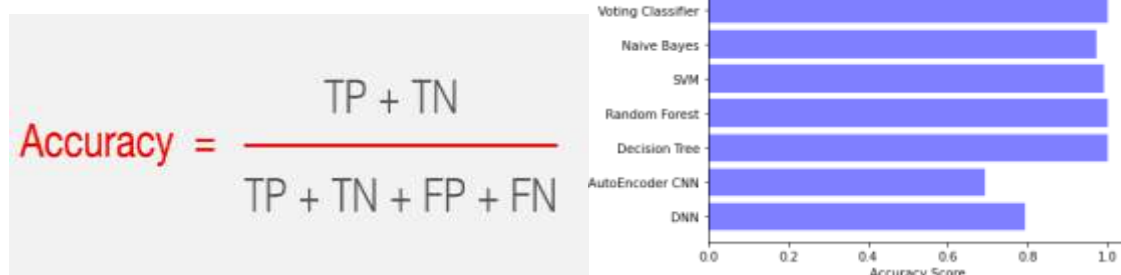 Accuracy =
TP + TN
TP + TN + FP + FN
Voting Classifier
Naive Bayes
SVM
Random Forest
Decision Tree
AutoEncoder CNN
DNN
0.0 0.2 0.4 0.6 0.8 1.0
Accuracy Score